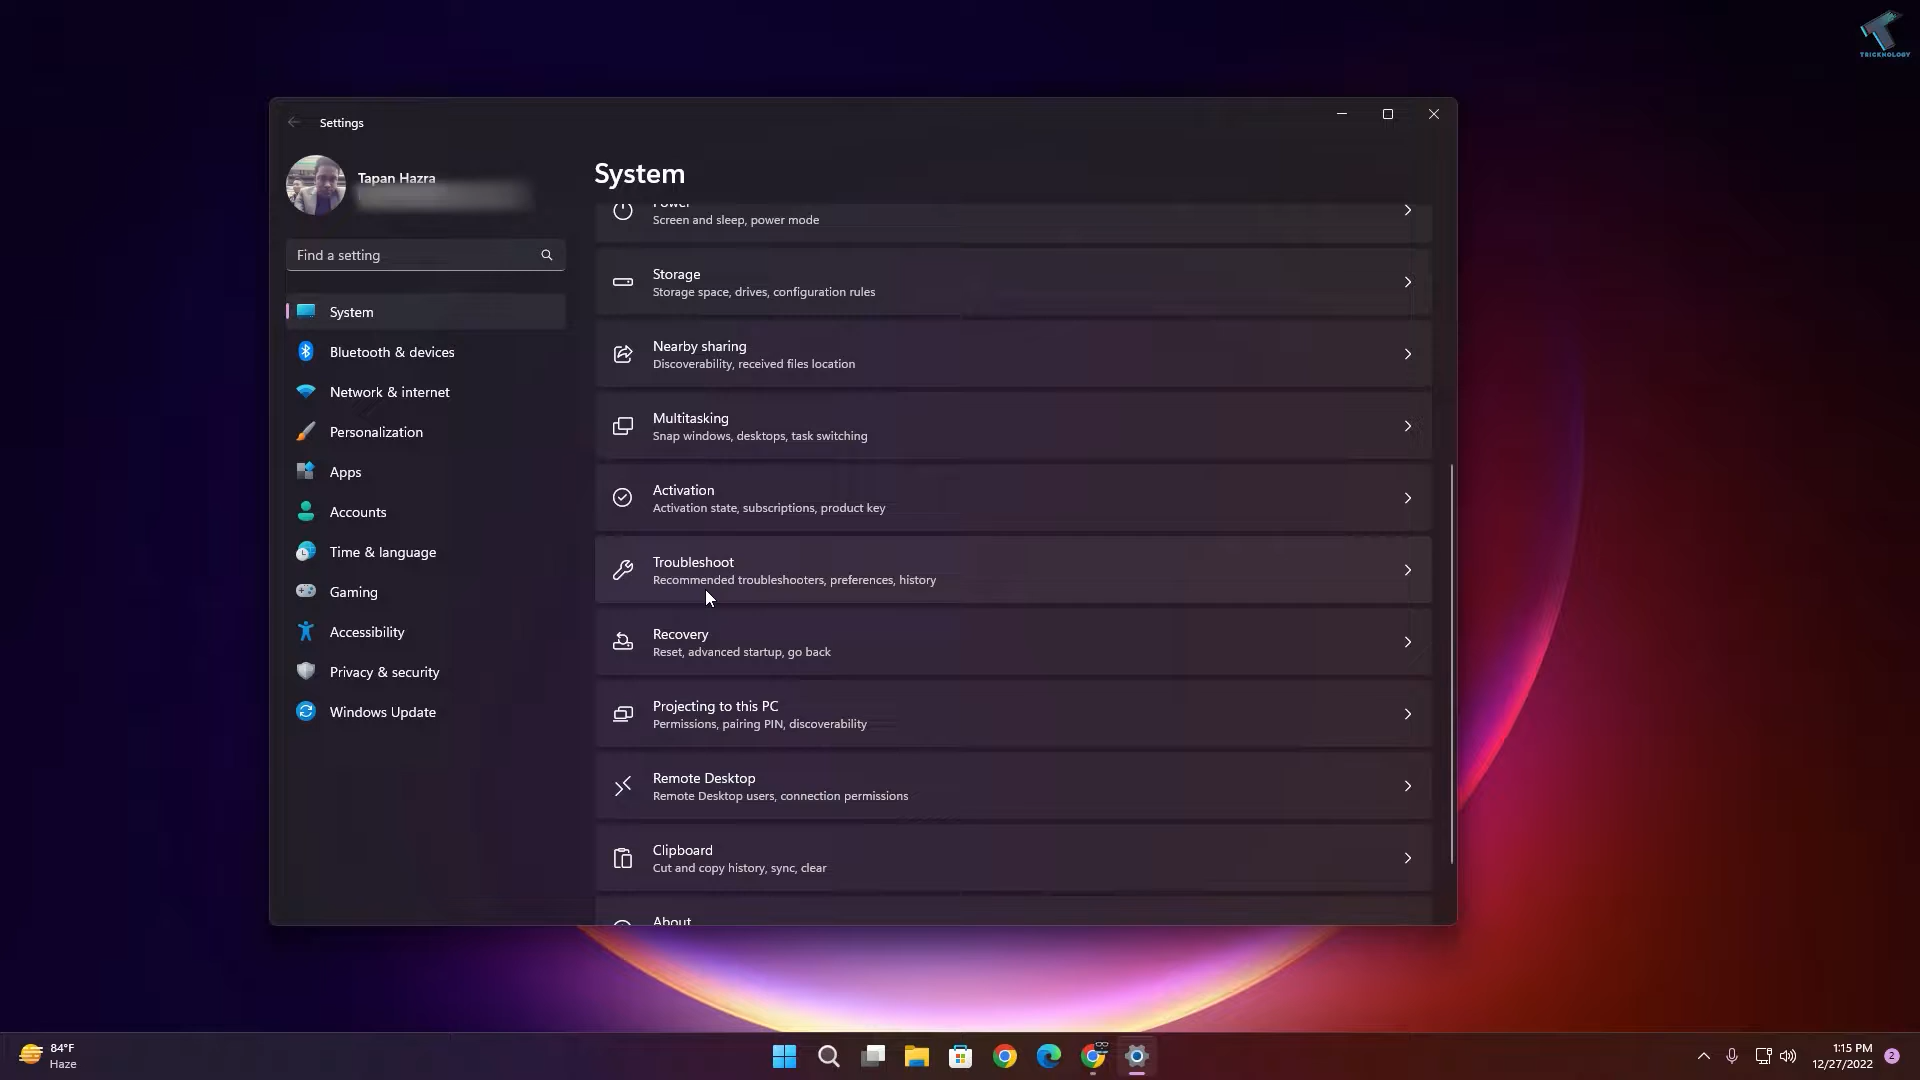 TRICKNOLOGY
Settings
Tapan Hazra
Find a setting
System
Bluetooth & devices
Network & internet
Personalization
Apps
Accounts
Time & language
Gaming
Accessibility
Privacy & security
Windows Update
System
Power
Screen and sleep, power mode
Storage
Storage space, drives, configuration rules
Nearby sharing
Discoverability, received files location
Multitasking
Snap windows, desktops, task switching
Activation
Activation state, subscriptions, product key
Troubleshoot
Recommended troubleshooters, preferences, history
Recovery
Reset, advanced startup, go back
Projecting to this PC
Permissions, pairing PIN, discoverability
Remote Desktop
Remote Desktop users, connection permissions
Clipboard
Cut and copy history, sync, clear
About
84°F
Haze
1:15 PM
12/27/2022
2